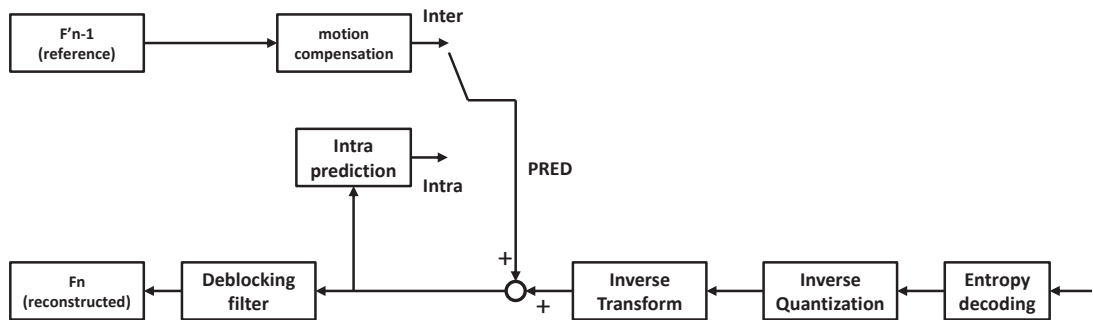 F'n-1
(reference)
motion
compensation
Inter
Intra
prediction
Intra
PRED
+
Fn
(reconstructed)
Deblocking
filter
+
Inverse
Transform
Inverse
Quantization
Entropy
decoding